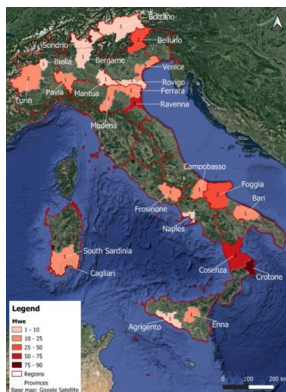 Bolzano
Sondrio
Belluno
Biella
Bergamo
Venice
Rovigo
Ferrara
Turin
Pavia
Mantua
Ravenna
Modena
Campobasso
Foggia
Bari
Frosinone
Naples
South Sardinia
Cagliari
Cosenza
Crotone
Agrigento
Enna
Legend
Mwe
1 - 10
10 - 25
25 - 50
50 - 75
75 - 90
Regions
Provinces
Base map: Google Satellite
0
100
200 km